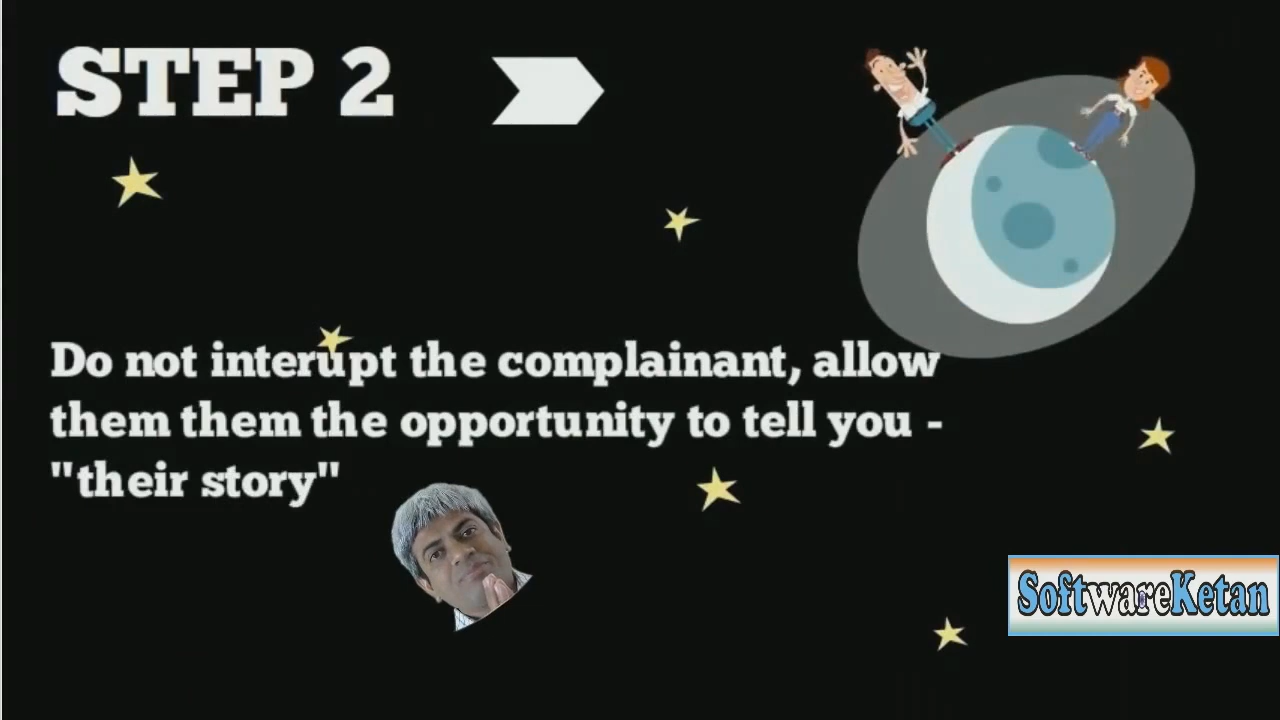 STEP 2
Do not interupt the complainant, allow
them them the opportunity to tell you -
"their story"
SoftwareKetan